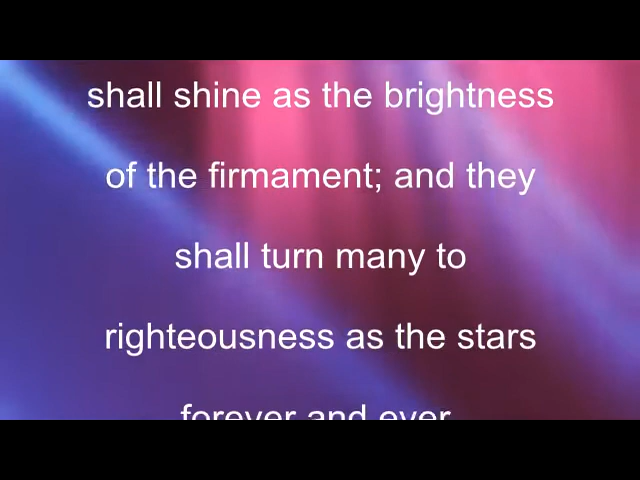 shall shine as the brightness
of the firmament; and they
shall turn many to
righteousness as the stars
forever and ever.